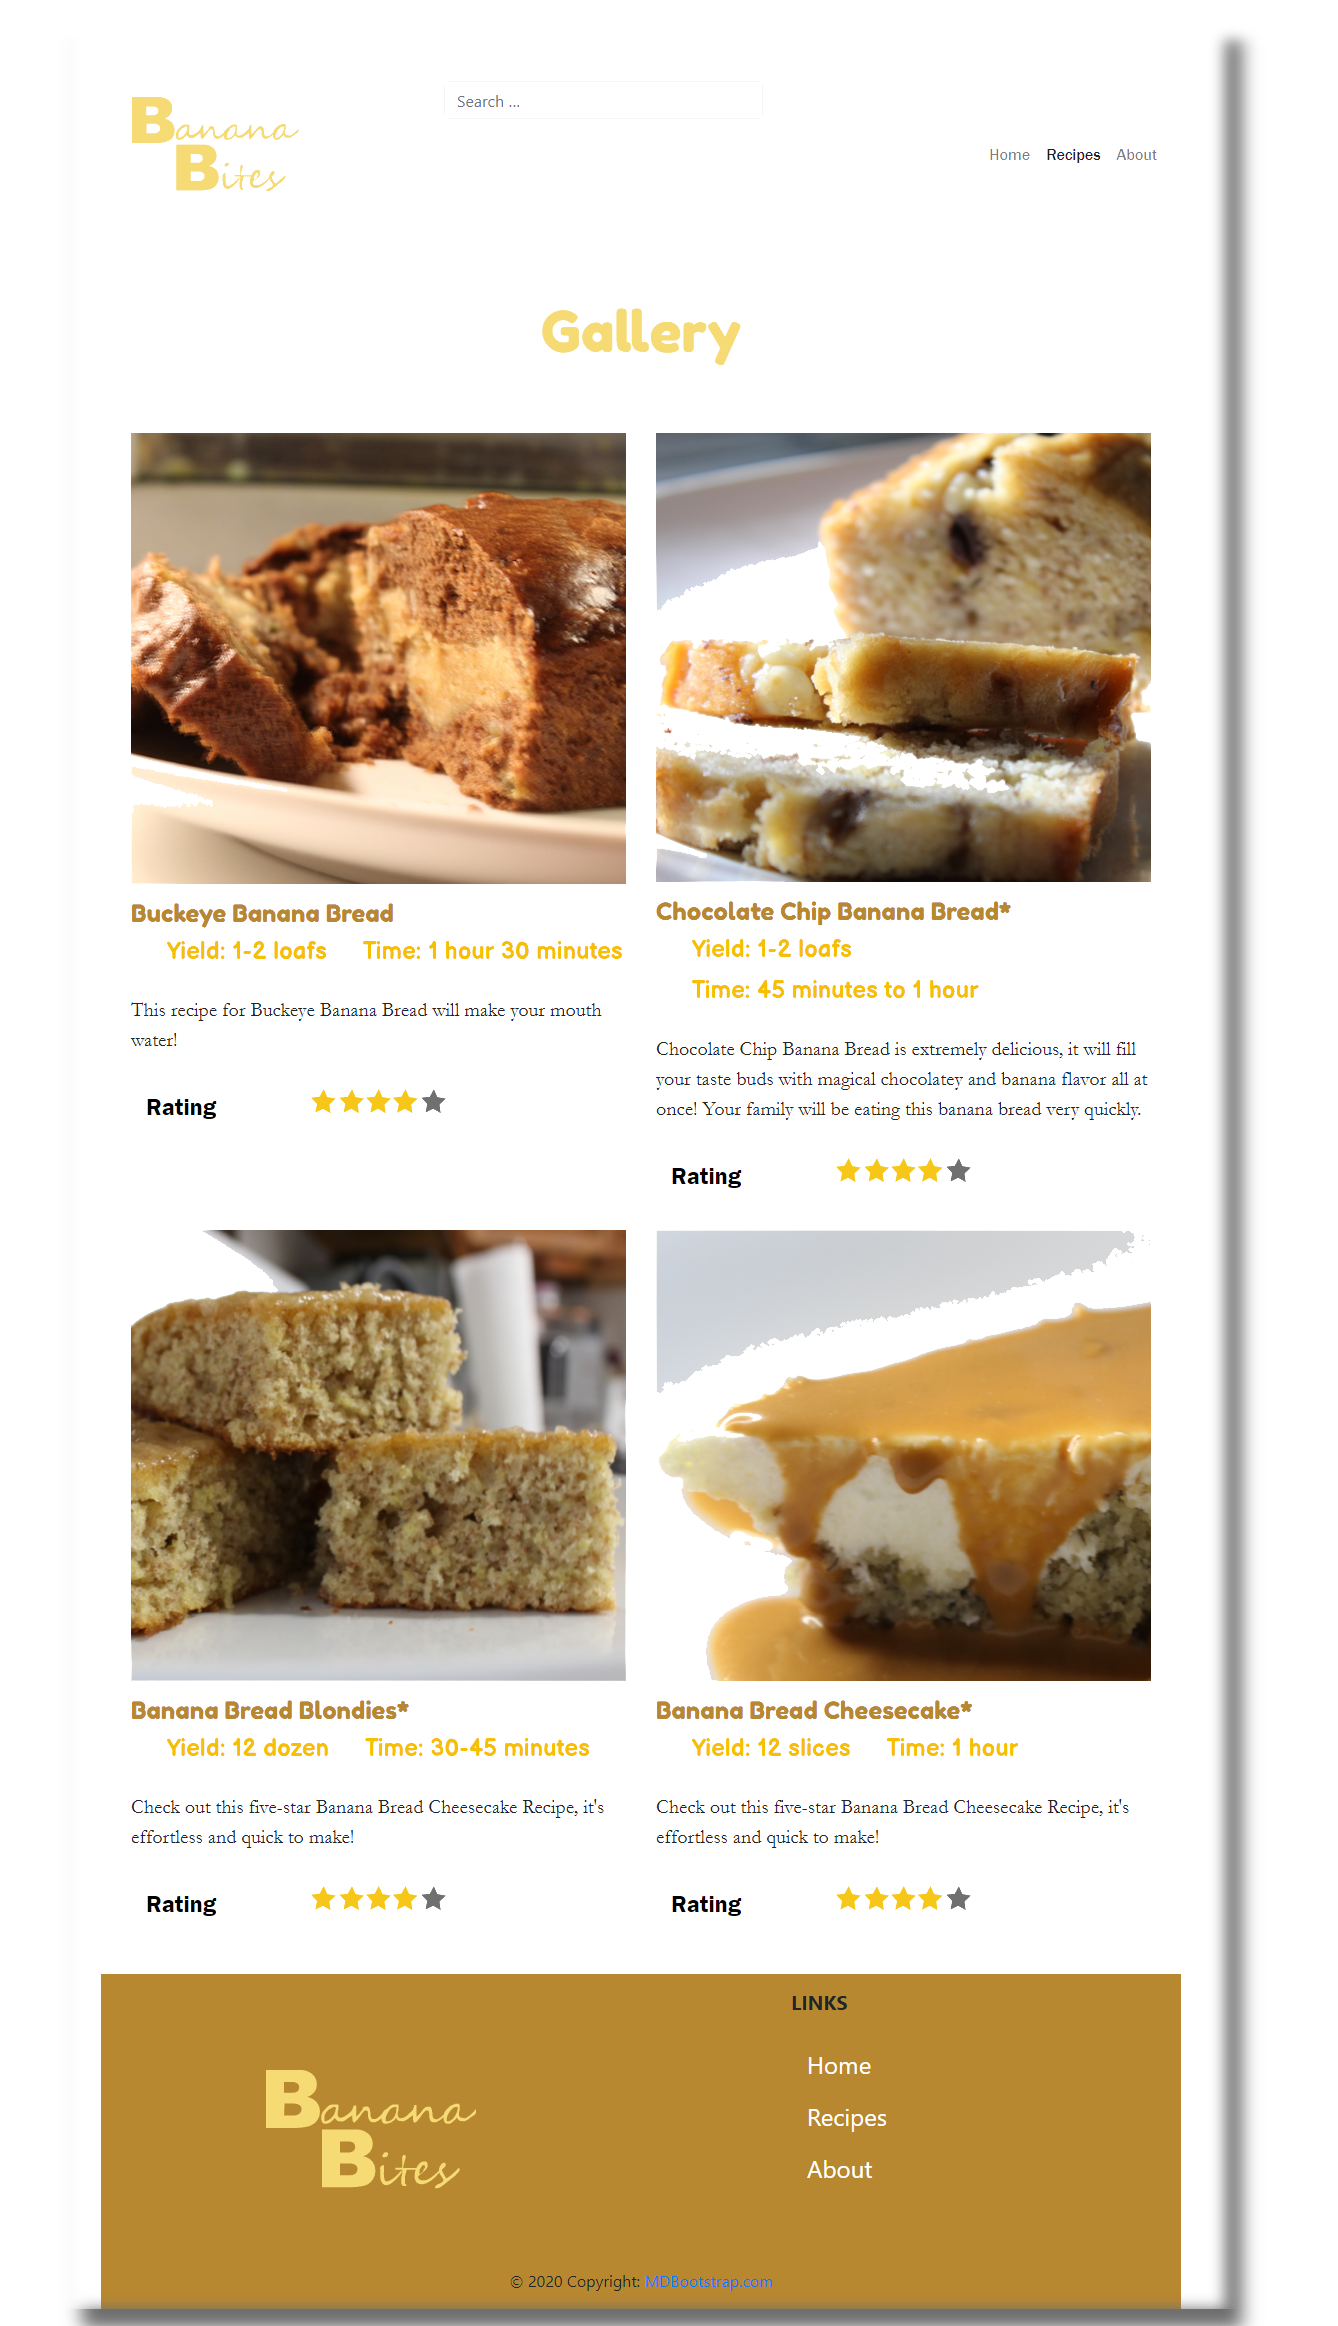 Banana
Bites
Search ...
Home Recipes About
Gallery
Buckeye Banana Bread
Yield: 1-2 loafs Time: 1 hour 30 minutes
This recipe for Buckeye Banana Bread will make your mouth
water!
Rating
Chocolate Chip Banana Bread*
Yield: 1-2 loafs
Time: 45 minutes to 1 hour
Chocolate Chip Banana Bread is extremely delicious, it will fill
your taste buds with magical chocolatey and banana flavor all at
once! Your family will be eating this banana bread very quickly.
Rating
Banana Bread Blondies*
Yield: 12 dozen Time: 30-45 minutes
Check out this five-star Banana Bread Cheesecake Recipe, it's
effortless and quick to make!
Rating
Banana Bread Cheesecake*
Yield: 12 slices Time: 1 hour
Check out this five-star Banana Bread Cheesecake Recipe, it's
effortless and quick to make!
Rating
Banana
Bites
LINKS
Home
Recipes
About
© 2020 Copyright: MDBootstrap.com